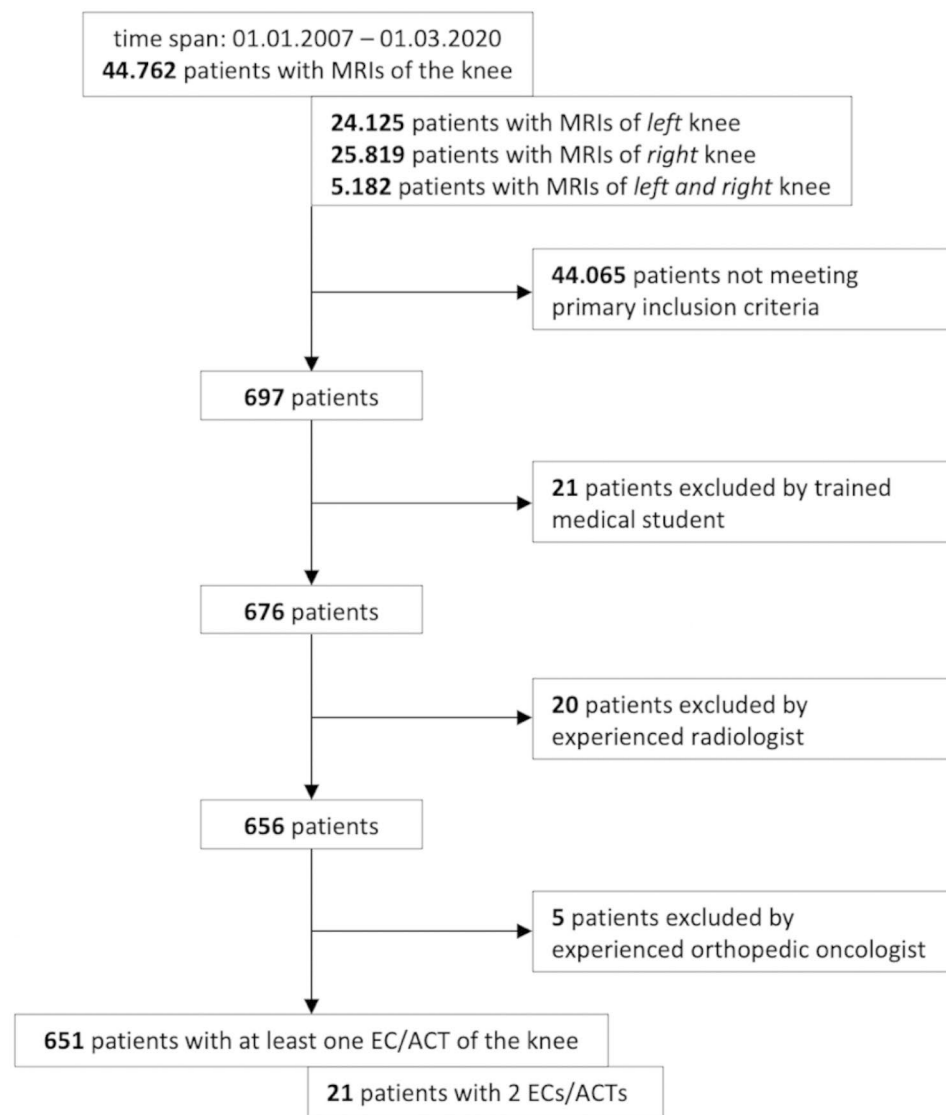 time span: 01.01.2007 – 01.03.2020
44.762 patients with MRIs of the knee
24.125 patients with MRIs of left knee
25.819 patients with MRIs of right knee
5.182 patients with MRIs of left and right knee
44.065 patients not meeting
primary inclusion criteria
697 patients
21 patients excluded by trained
medical student
676 patients
20 patients excluded by
experienced radiologist
656 patients
5 patients excluded by
experienced orthopedic oncologist
651 patients with at least one EC/ACT of the knee
21 patients with 2 ECs/ACTs